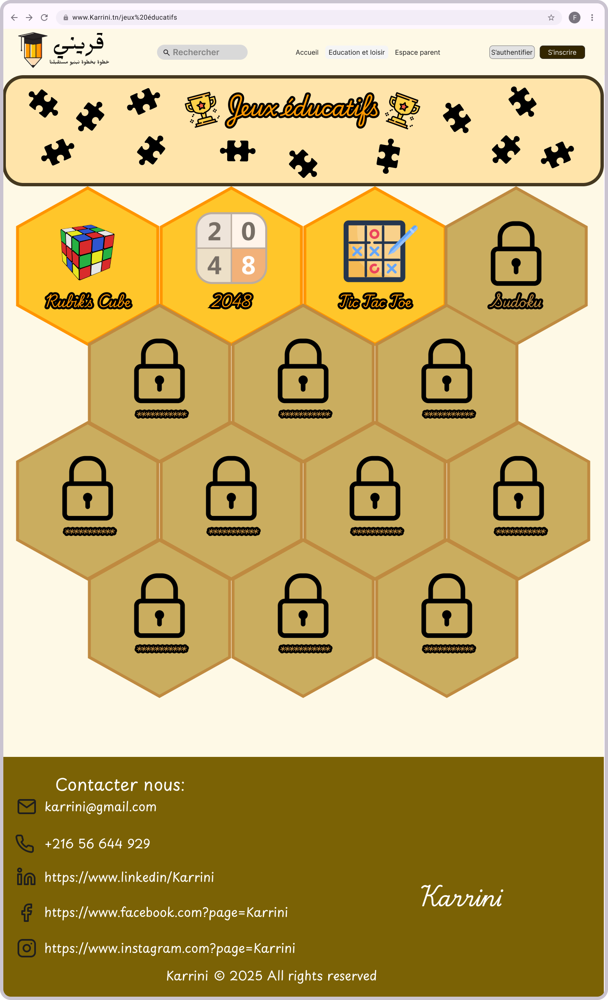 www.Karrini.tn/jeux%20éducatifs
F
قريني
خطوة بخطوة نبنيو مستقبلنا
Rechercher
Accueil
Education et loisir
Espace parent
S'authentifier
S'inscrire
Jeux éducatifs
2 0
4 8
Rubik's Cube
2048
Tic Tac Toe
Sudoku
***********
***********
***********
***********
***********
***********
***********
***********
***********
***********
Contacter nous:
karrini@gmail.com
+216 56 644 929
https://www.linkedin/Karrini
https://www.facebook.com?page=Karrini
https://www.instagram.com?page=Karrini
Karrini
Karrini © 2025 All rights reserved